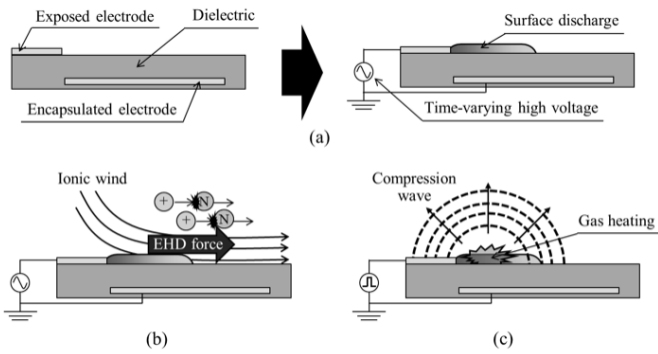 Exposed electrode
Dielectric
Encapsulated electrode
Surface discharge
Time-varying high voltage
(a)
Ionic wind
+
N
+
N
EHD force
(b)
Compression
wave
Gas heating
(c)